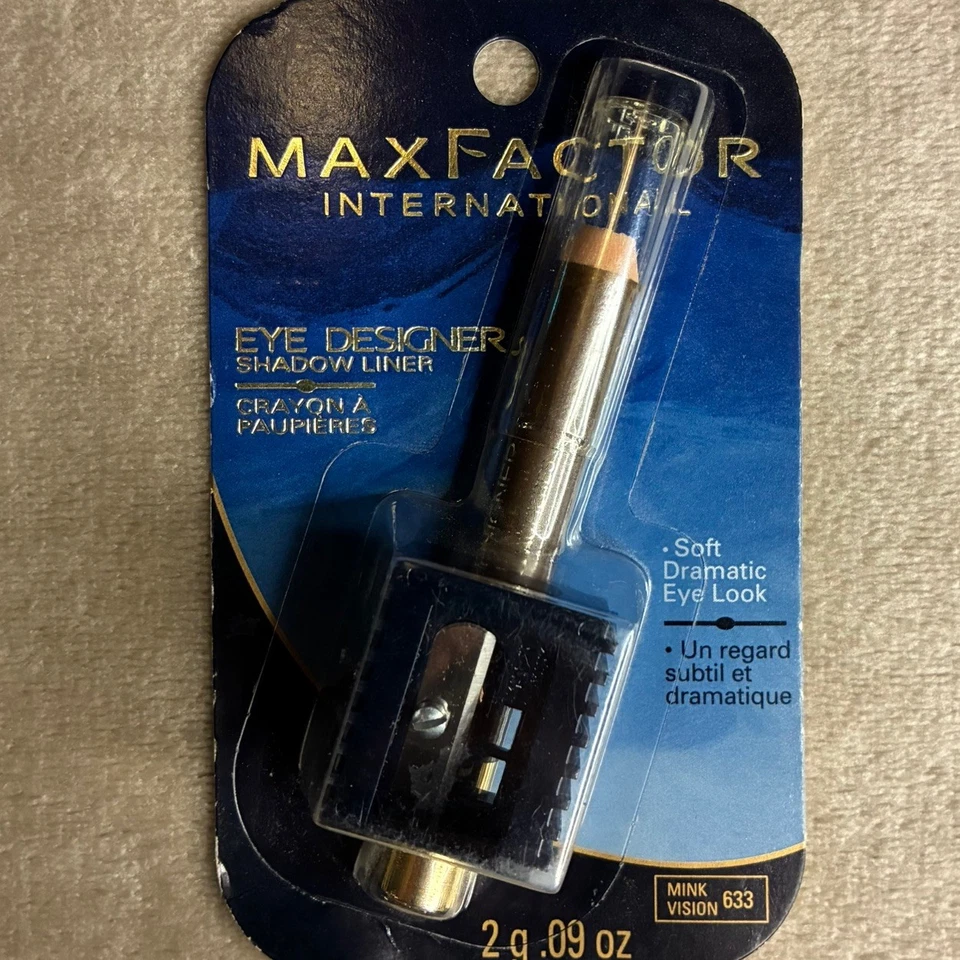 MAXFACTOR
INTERNATIONAL
EYE DESIGNER
SHADOW LINER
CRAYON À
PAUPIÈRES
• Soft
Dramatic
Eye Look
• Un regard
subtil et
dramatique
MINK
VISION 633
2 g .09 oz